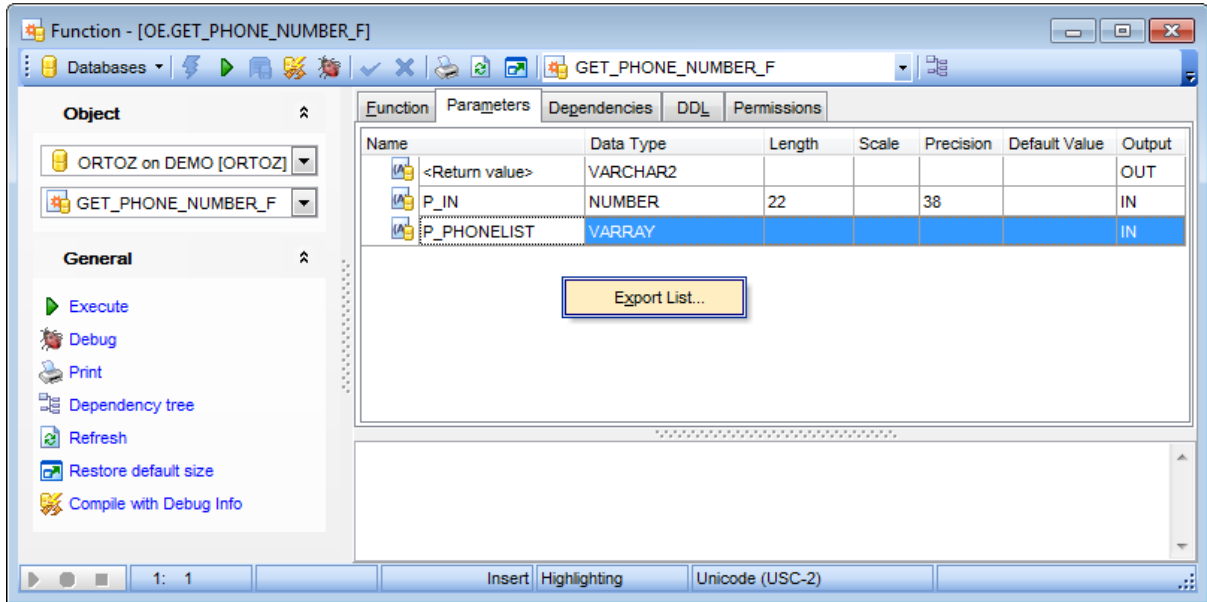 Function - [OE.GET_PHONE_NUMBER_F]
Databases GET_PHONE_NUMBER_F
Object
ORTOZ on DEMO [ORTOZ]
GET_PHONE_NUMBER_F
General
Execute
Debug
Print
Dependency tree
Refresh
Restore default size
Compile with Debug Info
Function Parameters Dependencies DDL Permissions
Name Data Type Length Scale Precision Default Value Output
<Return value> VARCHAR2 OUT
P_IN NUMBER 22 38 IN
P_PHONELIST VARRAY IN
Export List...
1: 1 Insert Highlighting Unicode (USC-2)